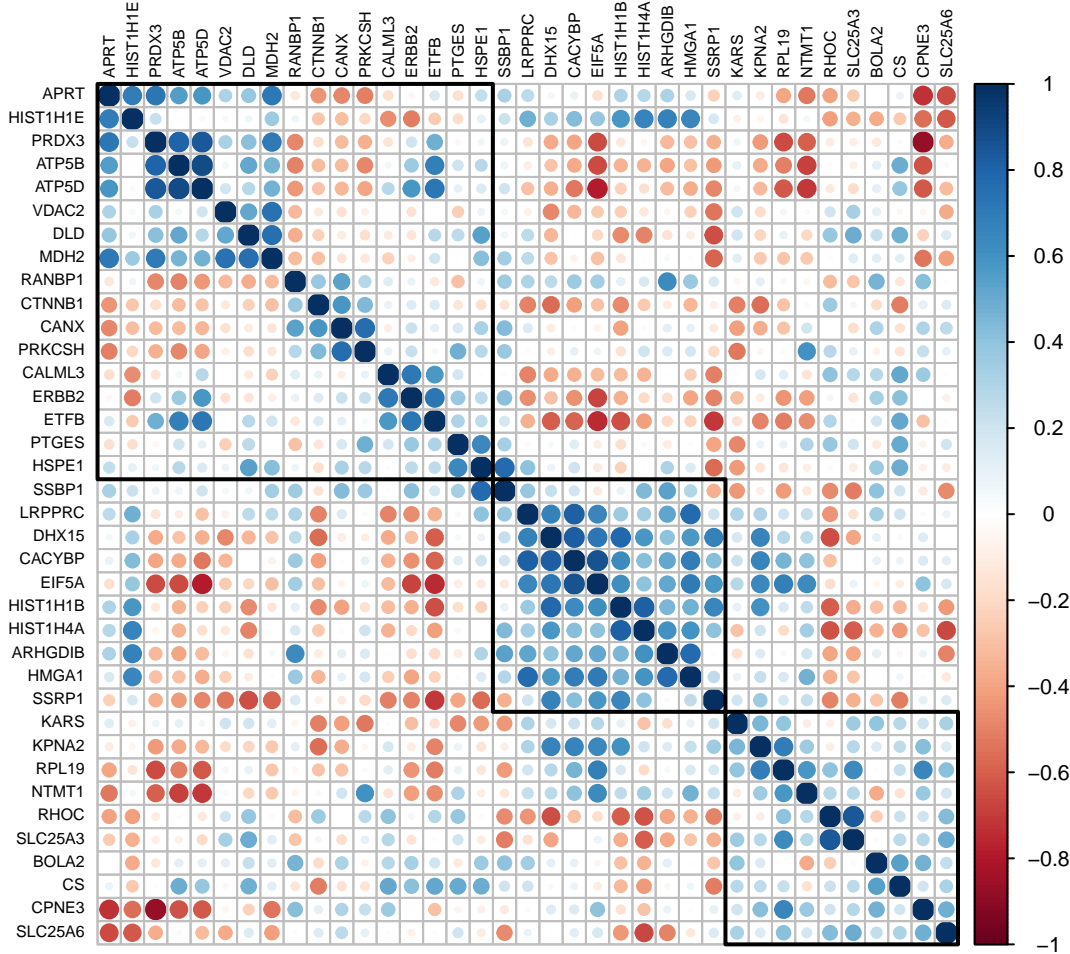 APRT
HIST1H1E
PRDX3
ATP5B
ATP5D
VDAC2
DLD
MDH2
RANBP1
CTNNB1
CANX
PRKCSH
CALML3
ERBB2
ETFB
PTGES
HSPE1
SSBP1
LRPPRC
DHX15
CACYBP
EIF5A
HIST1H1B
HIST1H4A
ARHGDIB
HMGA1
SSRP1
KARS
KPNA2
RPL19
NTMT1
RHOC
SLC25A3
BOLA2
CS
CPNE3
SLC25A6
APRT
HIST1H1E
PRDX3
ATP5B
ATP5D
VDAC2
DLD
MDH2
RANBP1
CTNNB1
CANX
PRKCSH
CALML3
ERBB2
ETFB
PTGES
HSPE1
SSBP1
LRPPRC
DHX15
CACYBP
EIF5A
HIST1H1B
HIST1H4A
ARHGDIB
HMGA1
SSRP1
KARS
KPNA2
RPL19
NTMT1
RHOC
SLC25A3
BOLA2
CS
CPNE3
SLC25A6
1
0.8
0.6
0.4
0.2
0
−0.2
−0.4
−0.6
−0.8
−1